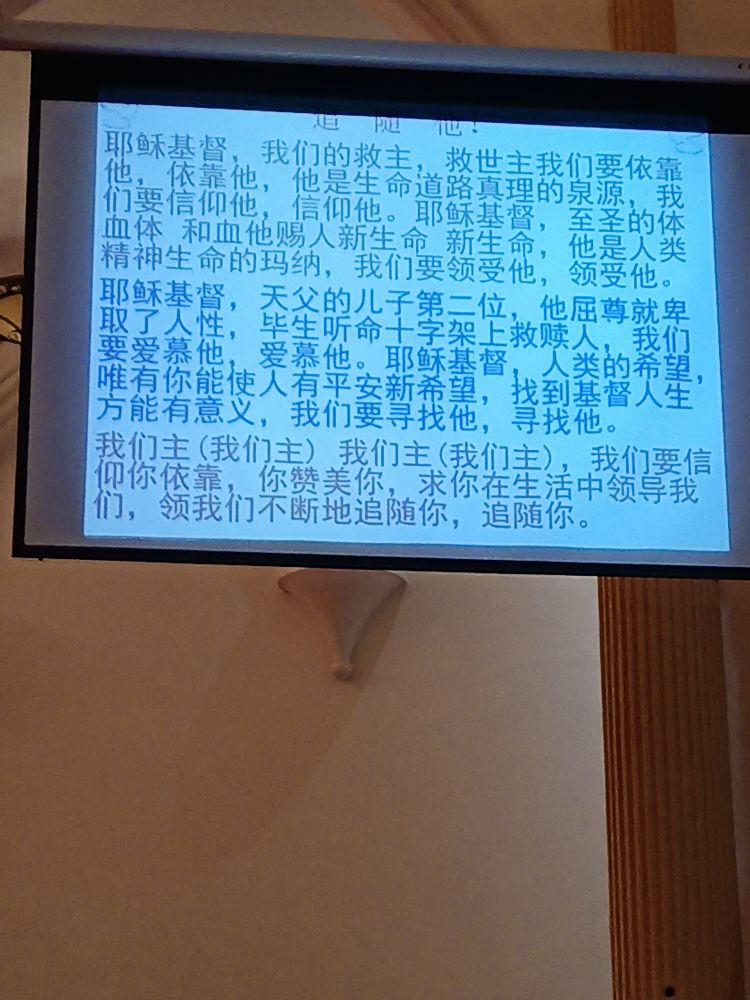 追 随 他!
耶稣基督, 我们的救主, 救世主我们要依靠
他, 依靠他, 他是生命道路真理的泉源, 我
们要信仰他, 信仰他。耶稣基督, 至圣的体
血体 和血他赐人新生命 新生命, 他是人类
精神生命的玛纳, 我们要领受他, 领受他。
耶稣基督, 天父的儿子第二位, 他屈尊就卑
取了人性, 毕生听命十字架上救赎人, 我们
要爱慕他, 爱慕他。耶稣基督, 人类的希望,
唯有你能使人有平安新希望, 找到基督人生
方能有意义, 我们要寻找他, 寻找他。
我们主(我们主) 我们主(我们主), 我们要信
仰你依靠, 你赞美你, 求你在生活中领导我
们, 领我们不断地追随你, 追随你。